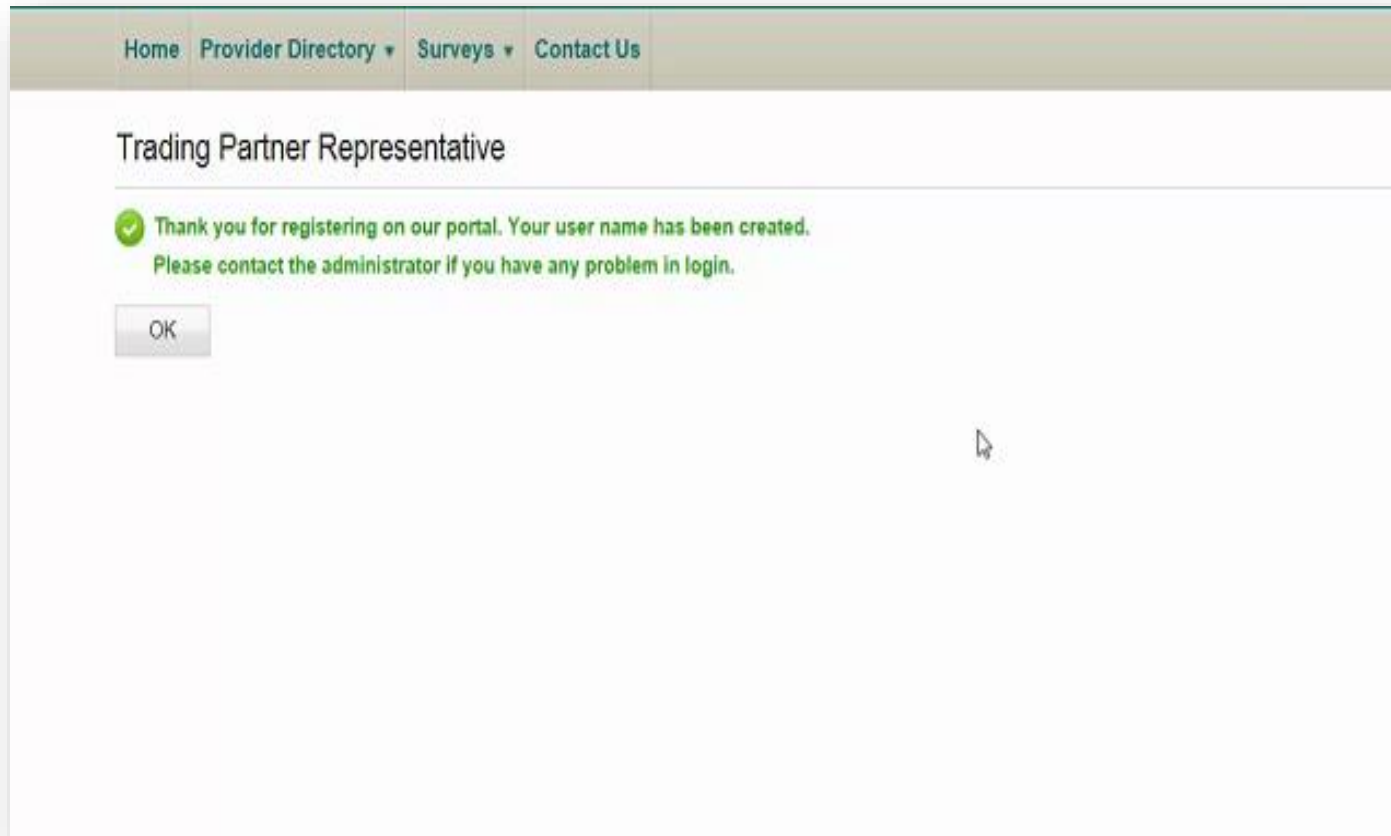 Home Provider Directory ▾ Surveys ▾ Contact Us
Trading Partner Representative
Thank you for registering on our portal. Your user name has been created.
Please contact the administrator if you have any problem in login.
OK